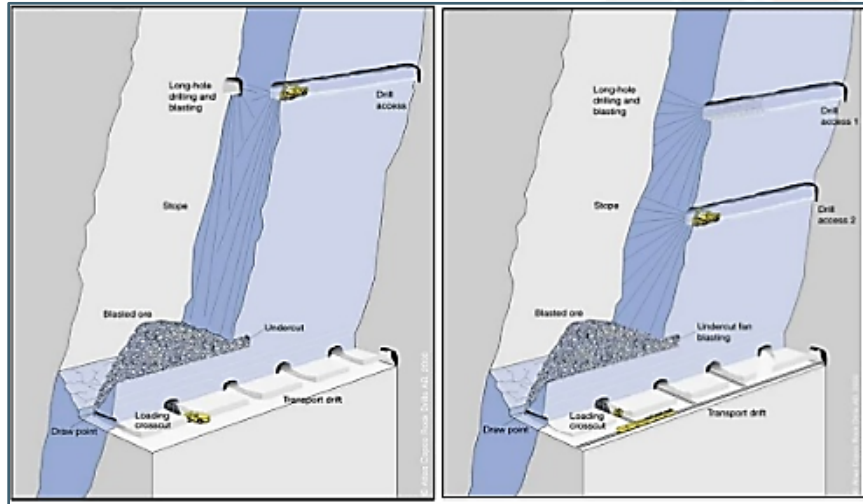 Long-hole
drilling and
blasting
Drill
access
Stope
Blasted ore
Undercut
Transport drift
Loading
crosscut
Draw point
Long-hole
drilling and
blasting
Drill
access 1
Stope
Drill
access 2
Blasted ore
Undercut fan
blasting
Transport drift
Loading
crosscut
Draw point